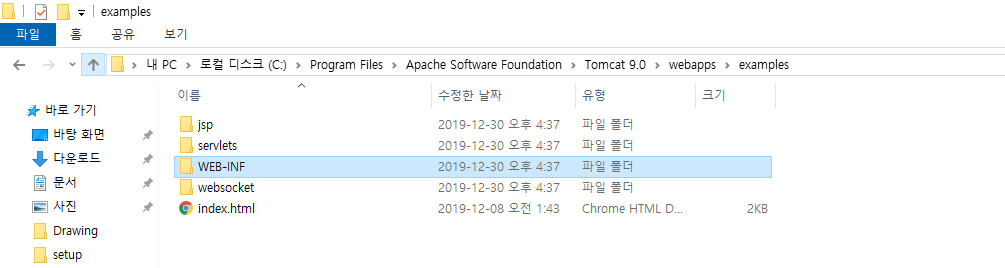 examples
파일 홈 공유 보기
내 PC > 로컬 디스크 (C:) > Program Files > Apache Software Foundation > Tomcat 9.0 > webapps > examples
이름 수정한 날짜 유형 크기
바로 가기
바탕 화면
다운로드
문서
사진
Drawing
setup
jsp 2019-12-30 오후 4:37 파일 폴더
servlets 2019-12-30 오후 4:37 파일 폴더
WEB-INF 2019-12-30 오후 4:37 파일 폴더
websocket 2019-12-30 오후 4:37 파일 폴더
index.html 2019-12-08 오전 1:43 Chrome HTML D... 2KB